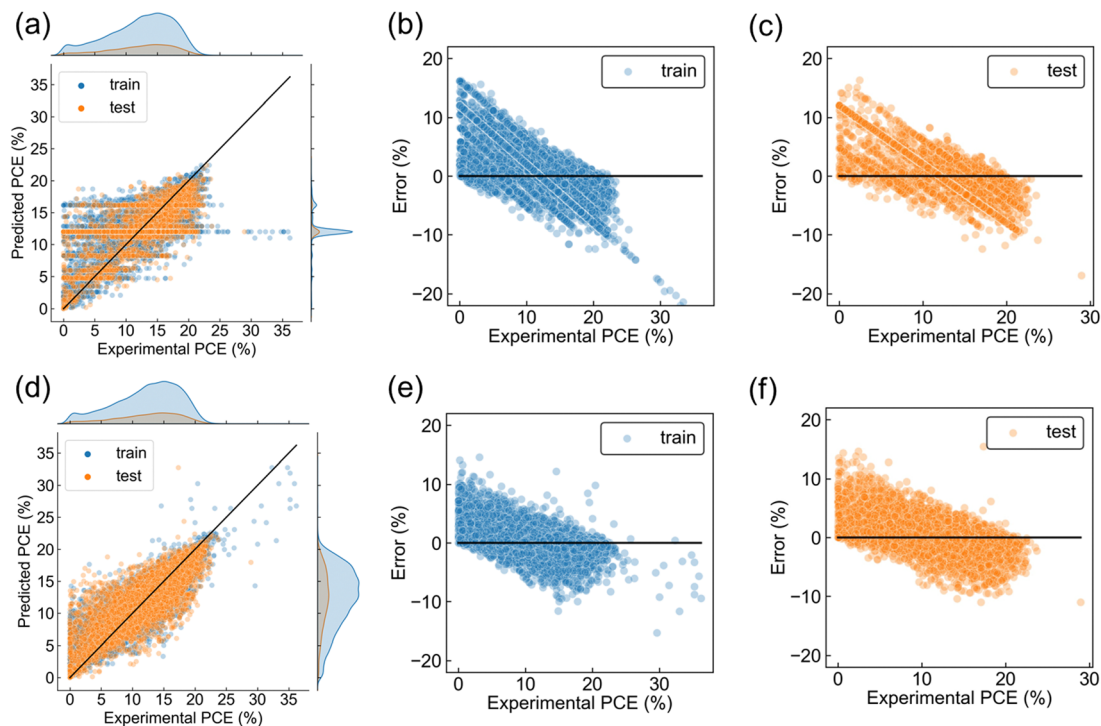 (a)
train
test
Predicted PCE (%)
35
30
25
20
15
10
5
0
0 5 10 15 20 25 30 35
Experimental PCE (%)
(b)
train
Error (%)
20
10
0
−10
−20
0 10 20 30
Experimental PCE (%)
(c)
test
Error (%)
20
10
0
−10
−20
0 10 20 30
Experimental PCE (%)
(d)
train
test
Predicted PCE (%)
35
30
25
20
15
10
5
0
0 5 10 15 20 25 30 35
Experimental PCE (%)
(e)
train
Error (%)
20
10
0
−10
−20
0 10 20 30
Experimental PCE (%)
(f)
test
Error (%)
20
10
0
−10
−20
0 10 20 30
Experimental PCE (%)